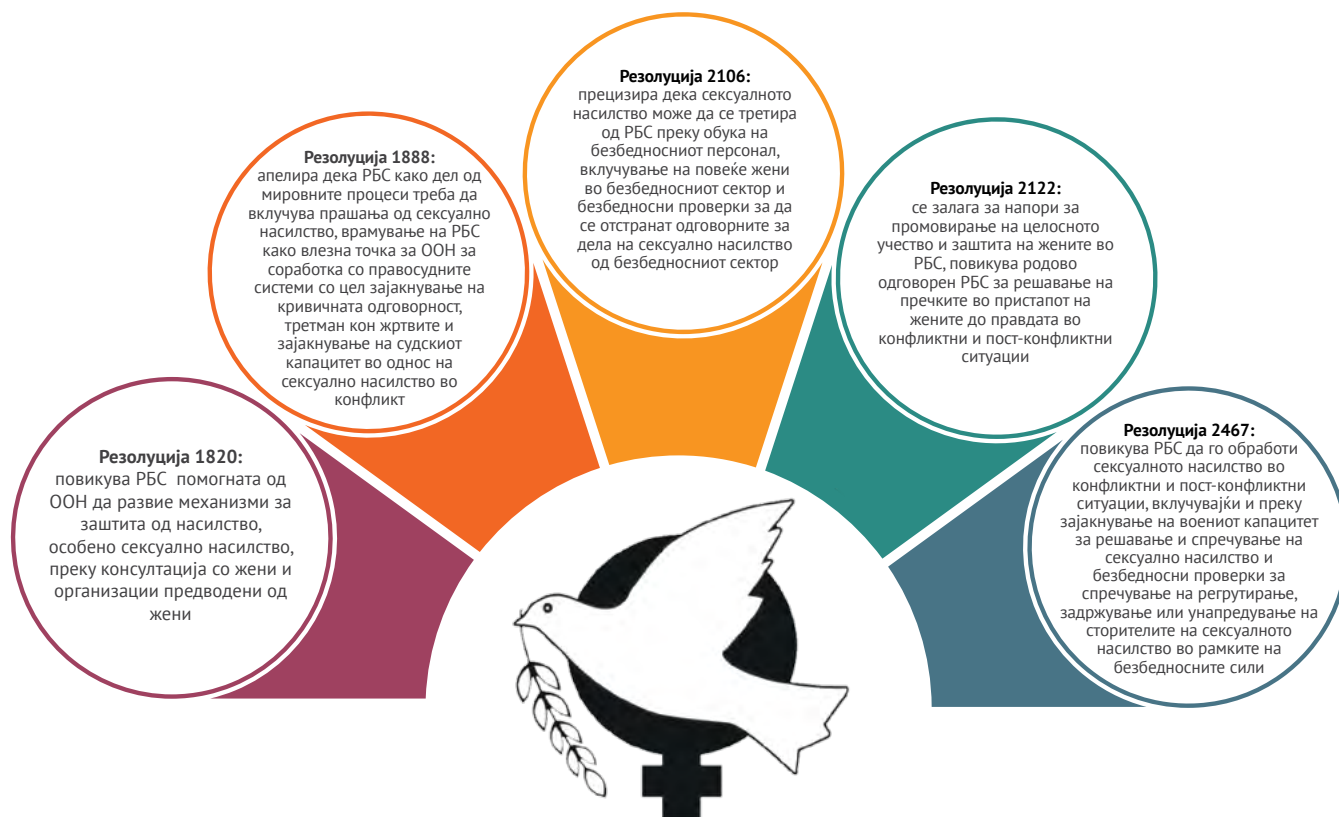 Резолуција 1820:
повикува РБС помогната од
ООН да развие механизми за
заштита од насилство,
особено сексуално насилство,
преку консултација со жени и
организации предводени од
жени
Резолуција 1888:
апелира дека РБС како дел од
мировните процеси треба да
вклучува прашања од сексуално
насилство, врамување на РБС
како влезна точка за ООН за
соработка со правосудните
системи со цел зајакнување на
кривичната одговорност,
третман кон жртвите и
зајакнување на судскиот
капацитет во однос на
сексуално насилство во
конфликт
Резолуција 2106:
прецизира дека сексуалното
насилство може да се третира
од РБС преку обука на
безбедносниот персонал,
вклучување на повеќе жени
во безбедносниот сектор и
безбедносни проверки за да
се отстранат одговорните за
дела на сексуално насилство
од безбедносниот сектор
Резолуција 2122:
се залага за напори за
промовирање на целосното
учество и заштита на жените во
РБС, повикува родово
одговорен РБС за решавање на
пречките во пристапот на
жените до правдата во
конфликтни и пост-конфликтни
ситуации
Резолуција 2467:
повикува РБС да го обработи
сексуалното насилство во
конфликтни и пост-конфликтни
ситуации, вклучувајќи и преку
зајакнување на воениот капацитет
за решавање и спречување на
сексуално насилство и
безбедносни проверки за
спречување на регрутирање,
задржување или унапредување на
сторителите на сексуалното
насилство во рамките на
безбедносните сили